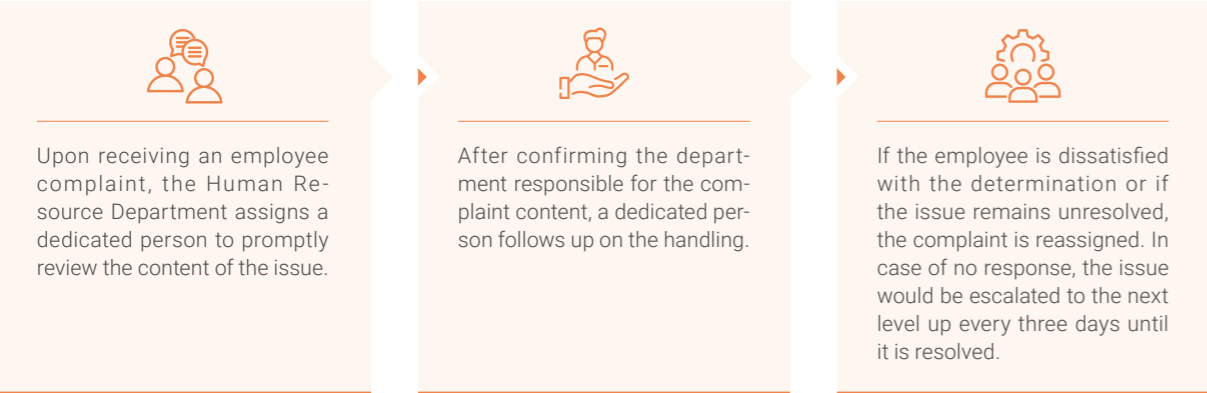 Upon receiving an employee
complaint, the Human Re-
source Department assigns a
dedicated person to promptly
review the content of the issue.
After confirming the depart-
ment responsible for the com-
plaint content, a dedicated per-
son follows up on the handling.
If the employee is dissatisfied
with the determination or if
the issue remains unresolved,
the complaint is reassigned. In
case of no response, the issue
would be escalated to the next
level up every three days until
it is resolved.